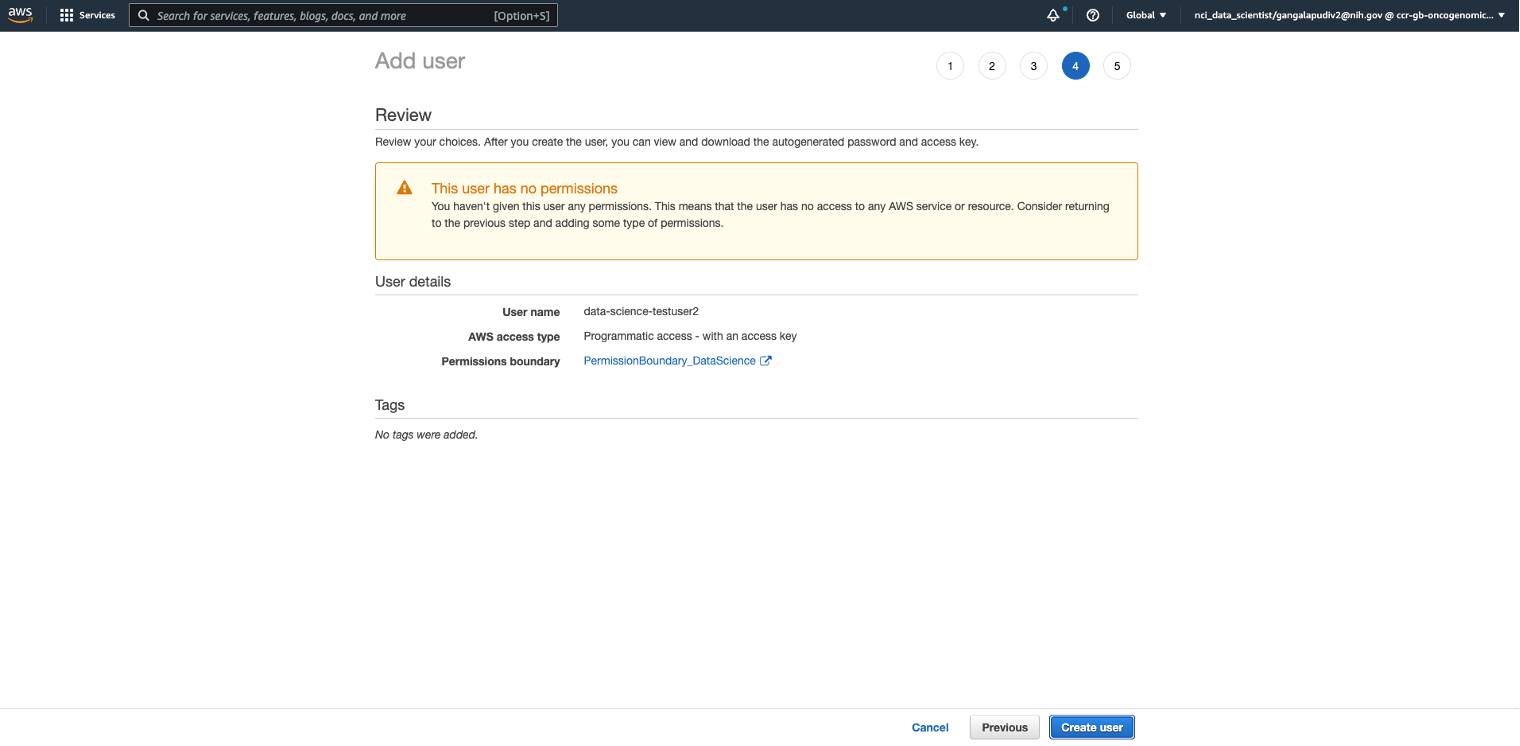 aws
Services
Search for services, features, blogs, docs, and more
[Option+S]
Global
nci_data_scientist/gangalapudiv2@nih.gov @ ccr-gb-oncogenomic...
Add user
1
2
3
4
5
Review
Review your choices. After you create the user, you can view and download the autogenerated password and access key.
This user has no permissions
You haven't given this user any permissions. This means that the user has no access to any AWS service or resource. Consider returning
to the previous step and adding some type of permissions.
User details
User name data-science-testuser2
AWS access type Programmatic access - with an access key
Permissions boundary PermissionBoundary_DataScience
Tags
No tags were added.
Cancel
Previous
Create user